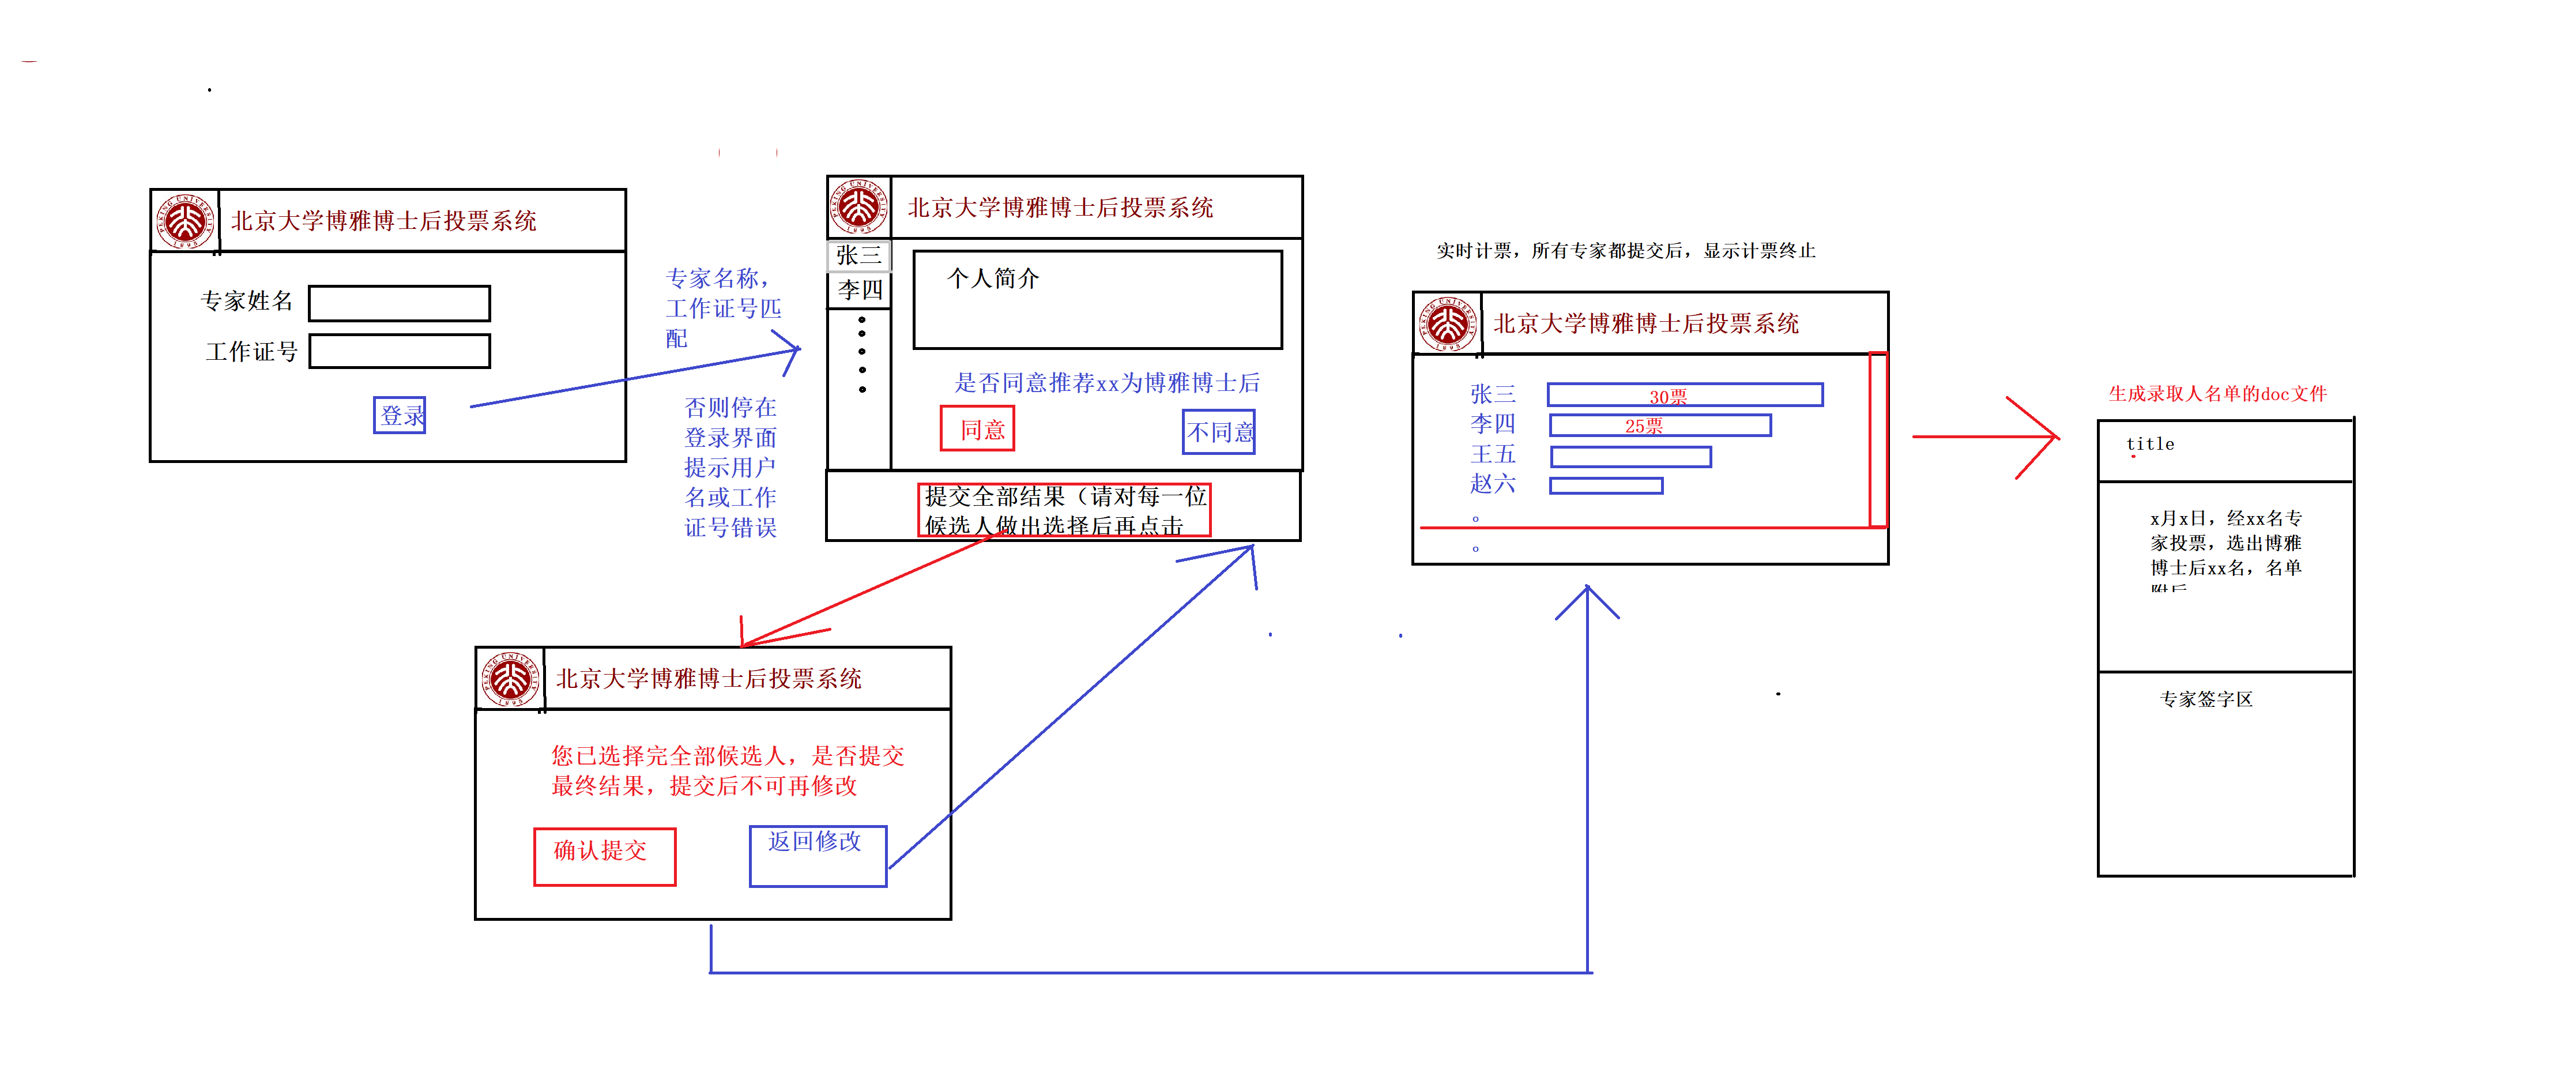 北京大学博雅博士后投票系统
专家姓名
工作证号
登录
专家名称，
工作证号匹
配
否则停在
登录界面
提示用户
名或工作
证号错误
PEKING UNIVERSITY
1898
北京大学博雅博士后投票系统
张三
李四
个人简介
是否同意推荐xx为博雅博士后
同意
不同意
提交全部结果（请对每一位
候选人做出选择后再点击
北京大学博雅博士后投票系统
您已选择完全部候选人，是否提交
最终结果，提交后不可再修改
确认提交
返回修改
实时计票，所有专家都提交后，显示计票终止
北京大学博雅博士后投票系统
张三
30票
李四
25票
王五
赵六
。
。
生成录取人名单的doc文件
title
x月x日，经xx名专
家投票，选出博雅
博士后xx名，名单
附后
专家签字区